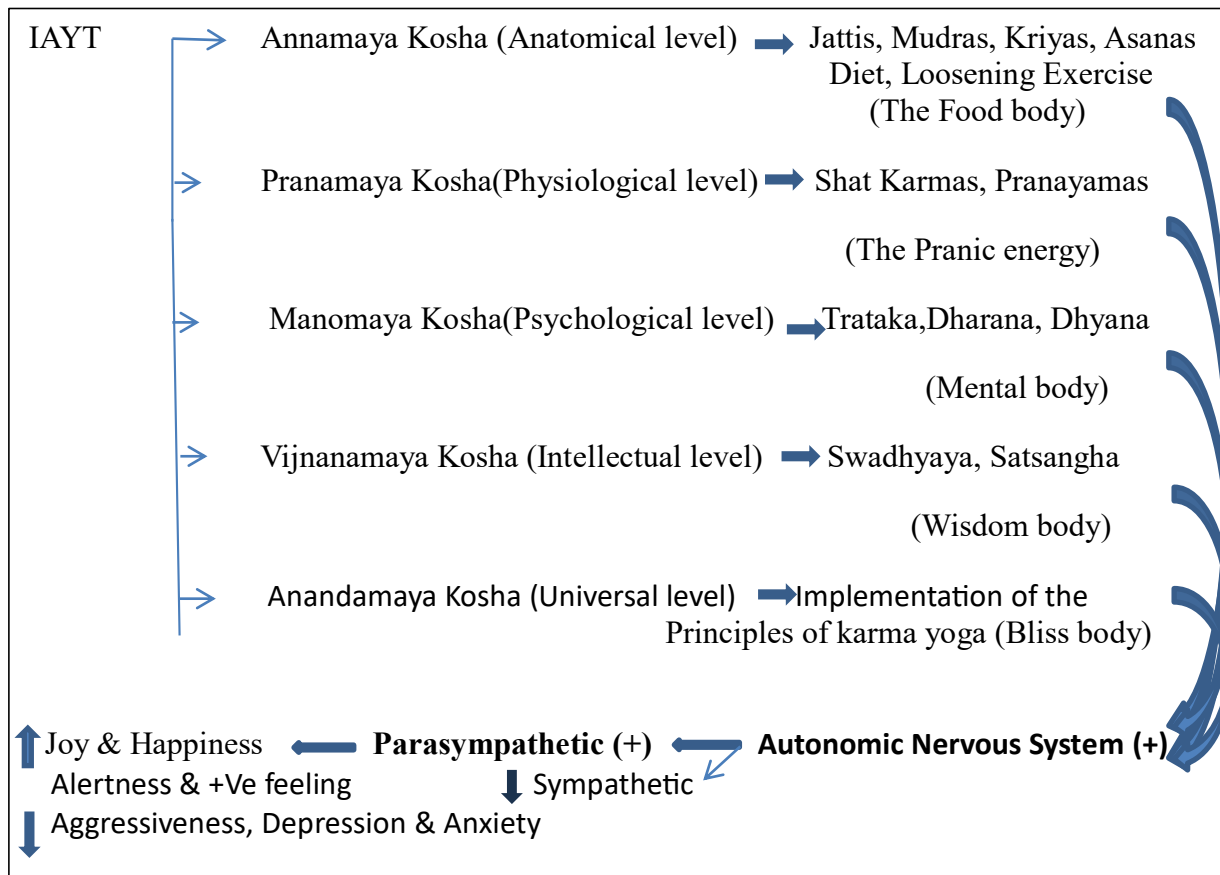 IAYT Annamaya Kosha (Anatomical level) Jattis, Mudras, Kriyas, Asanas
Diet, Loosening Exercise
(The Food body)
Pranamaya Kosha(Physiological level) Shat Karmas, Pranayamas
(The Pranic energy)
Manomaya Kosha(Psychological level) Trataka,Dharana, Dhyana
(Mental body)
Vijnanamaya Kosha (Intellectual level) Swadhyaya, Satsangha
(Wisdom body)
Anandamaya Kosha (Universal level) Implementation of the
Principles of karma yoga (Bliss body)
Joy & Happiness Parasympathetic (+) Autonomic Nervous System (+)
Alertness & +Ve feeling Sympathetic
Aggressiveness, Depression & Anxiety